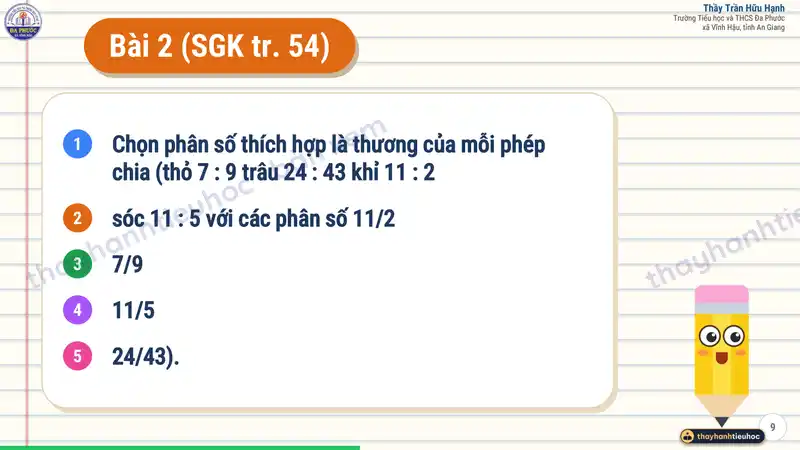 Thầy Trần Hữu Hạnh
Trường Tiểu học và THCS Đa Phước
xã Vĩnh Hậu, tỉnh An Giang
ĐA PHƯỚC
Bài 2 (SGK tr. 54)
1 Chọn phân số thích hợp là thương của mỗi phép
chia (thỏ 7 : 9 trâu 24 : 43 khỉ 11 : 2
2 sóc 11 : 5 với các phân số 11/2
3 7/9
4 11/5
5 24/43).
thayhanhtieuhoc
9